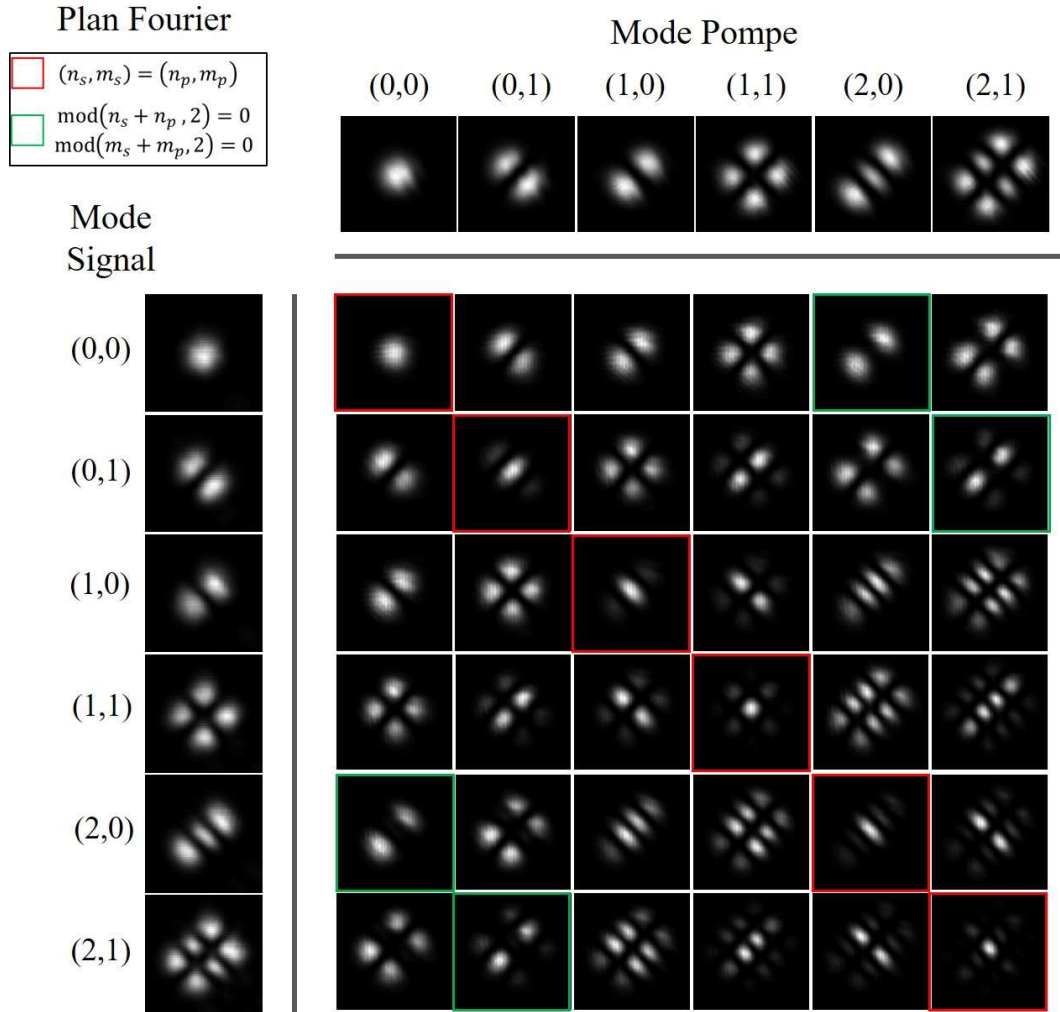 Plan Fourier
(n_s, m_s) = (n_p, m_p)
mod(n_s + n_p, 2) = 0
mod(m_s + m_p, 2) = 0
Mode Pompe
(0,0) (0,1) (1,0) (1,1) (2,0) (2,1)
Mode
Signal
(0,0)
(0,1)
(1,0)
(1,1)
(2,0)
(2,1)